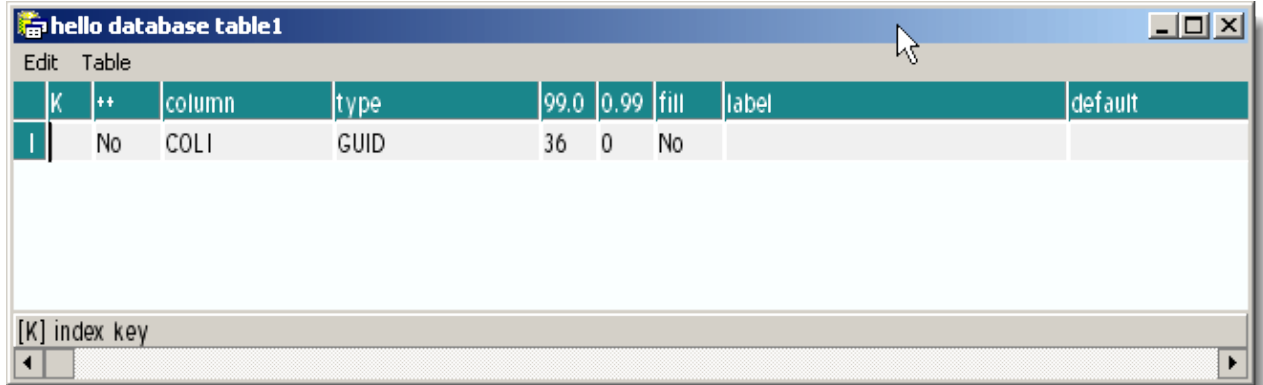 hello database table1
Edit Table
K ++ column type 99.0 0.99 fill label default
1 No COL1 GUID 36 0 No
[K] index key